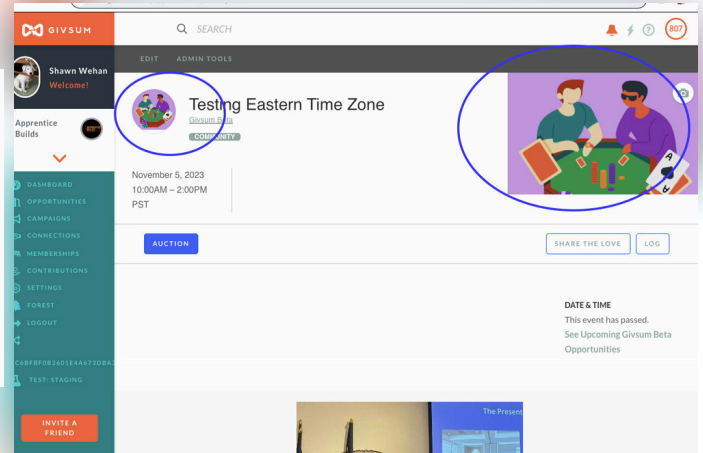 GIVSUM
SEARCH
807
EDIT ADMIN TOOLS
Shawn Wehan
Welcome!
Apprentice
Builds
Testing Eastern Time Zone
Givsum Beta
COMMUNITY
November 5, 2023
10:00AM – 2:00PM
PST
DASHBOARD
OPPORTUNITIES
CAMPAIGNS
CONNECTIONS
MEMBERSHIPS
CONTRIBUTIONS
SETTINGS
FOREST
LOGOUT
TEST: STAGING
INVITE A
FRIEND
AUCTION
SHARE THE LOVE
LOG
DATE & TIME
This event has passed.
See Upcoming Givsum Beta
Opportunities
The Present
A